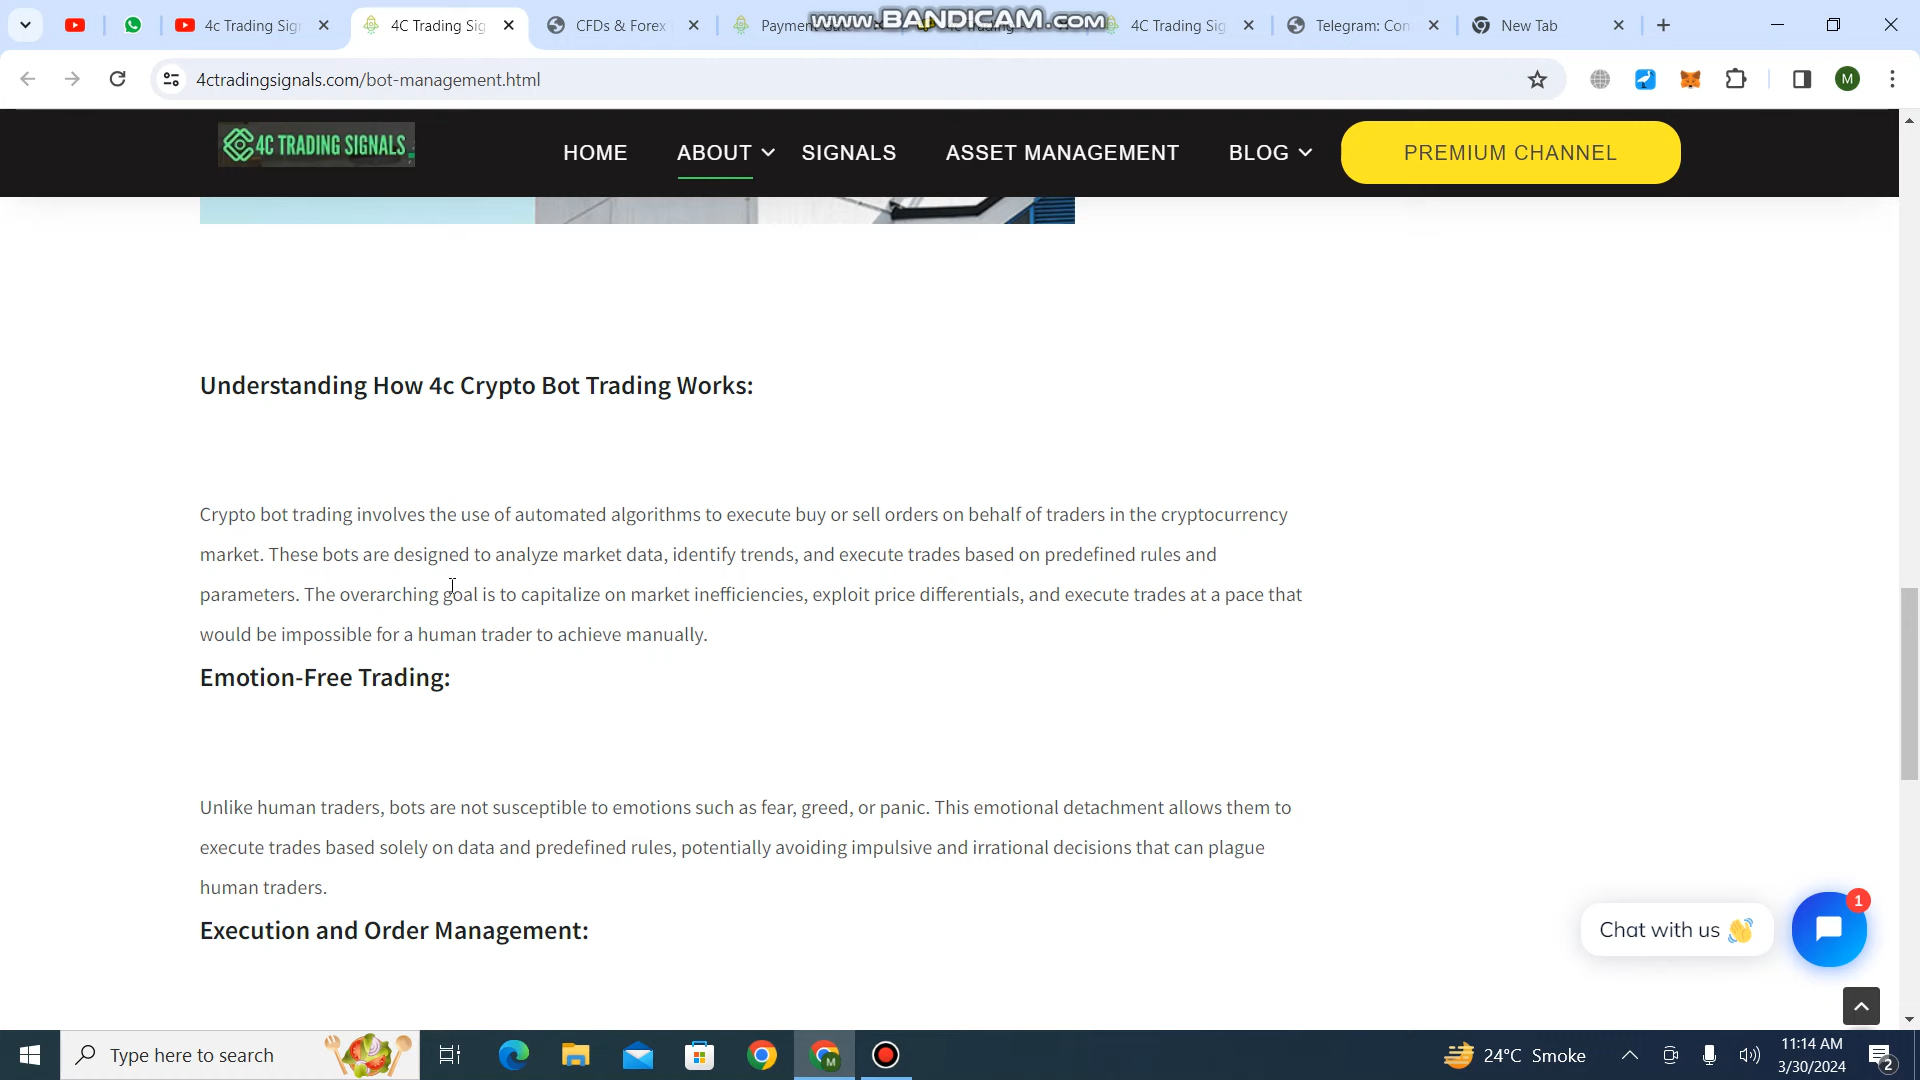 www.BANDICAM.com
4c Trading Sig
4C Trading Sig
CFDs & Forex
Payment
4C Trading Sig
Telegram: Con
New Tab
4ctradingsignals.com/bot-management.html
M
4C TRADING SIGNALS
HOME
ABOUT
SIGNALS
ASSET MANAGEMENT
BLOG
PREMIUM CHANNEL
Understanding How 4c Crypto Bot Trading Works:
Crypto bot trading involves the use of automated algorithms to execute buy or sell orders on behalf of traders in the cryptocurrency
market. These bots are designed to analyze market data, identify trends, and execute trades based on predefined rules and
parameters. The overarching goal is to capitalize on market inefficiencies, exploit price differentials, and execute trades at a pace that
would be impossible for a human trader to achieve manually.
Emotion-Free Trading:
Unlike human traders, bots are not susceptible to emotions such as fear, greed, or panic. This emotional detachment allows them to
execute trades based solely on data and predefined rules, potentially avoiding impulsive and irrational decisions that can plague
human traders.
Execution and Order Management:
Chat with us 👋
1
Type here to search
M
24°C Smoke
11:14 AM
3/30/2024
2